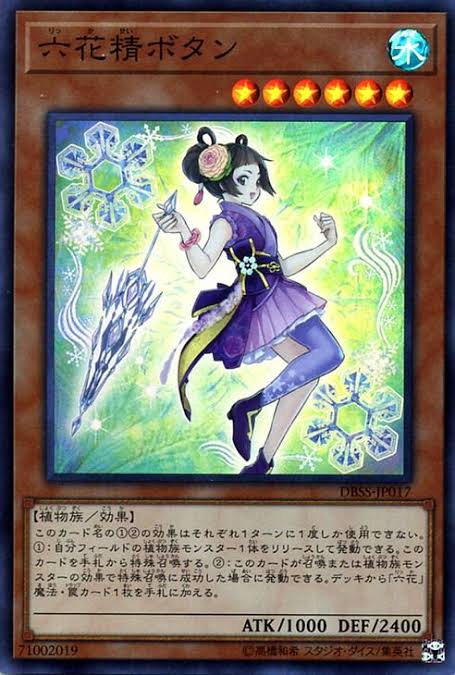 六花精ボタン
水
DBSS-JP017
【植物族／効果】
このカード名の①②の効果はそれぞれ１ターンに１度しか使用できない。
①：自分フィールドの植物族モンスター１体をリリースして発動できる。この
カードを手札から特殊召喚する。②：このカードが召喚または植物族モン
スターの効果で特殊召喚に成功した場合に発動できる。デッキから「六花」
魔法・罠カード１枚を手札に加える。
ATK/1000 DEF/2400
71002019 ©高橋和希 スタジオ・ダイス/集英社